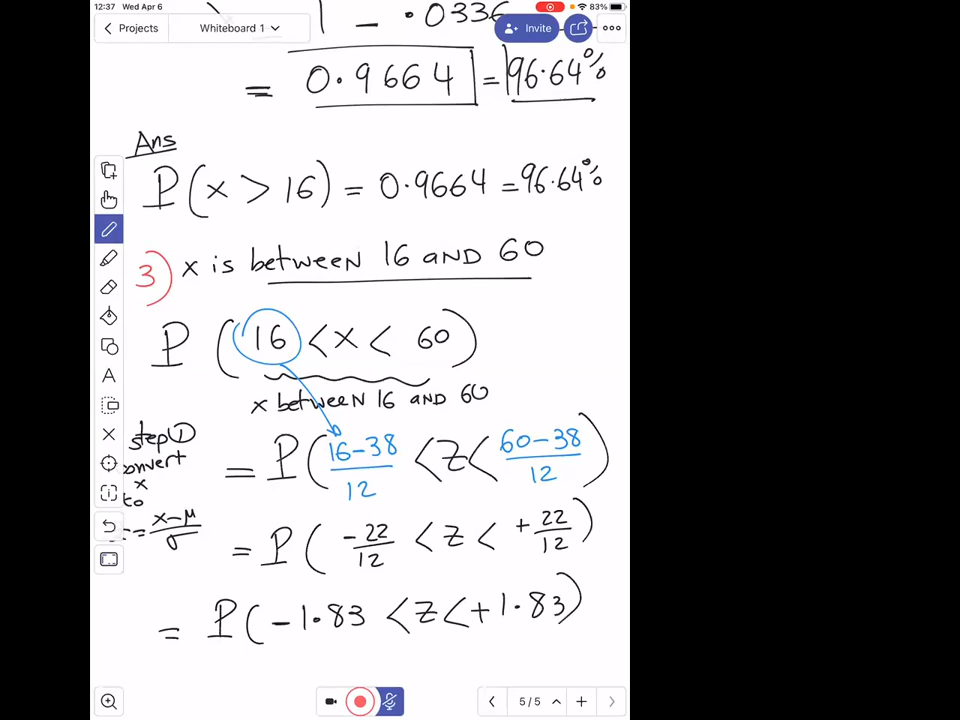 12:37 Wed Apr 6 83%
Projects Whiteboard 1 Invite
1 - .0336
= 0.9664 = 96.64%
Ans
P(x > 16) = 0.9664 = 96.64%
3) x is between 16 AND 60
P (16 < x < 60)
x between 16 AND 60
step 1
convert
x
to
= x-μ/σ
= P(16-38/12 < Z < 60-38/12)
= P(-22/12 < Z < +22/12)
= P(-1.83 < Z < +1.83)
A
5/5